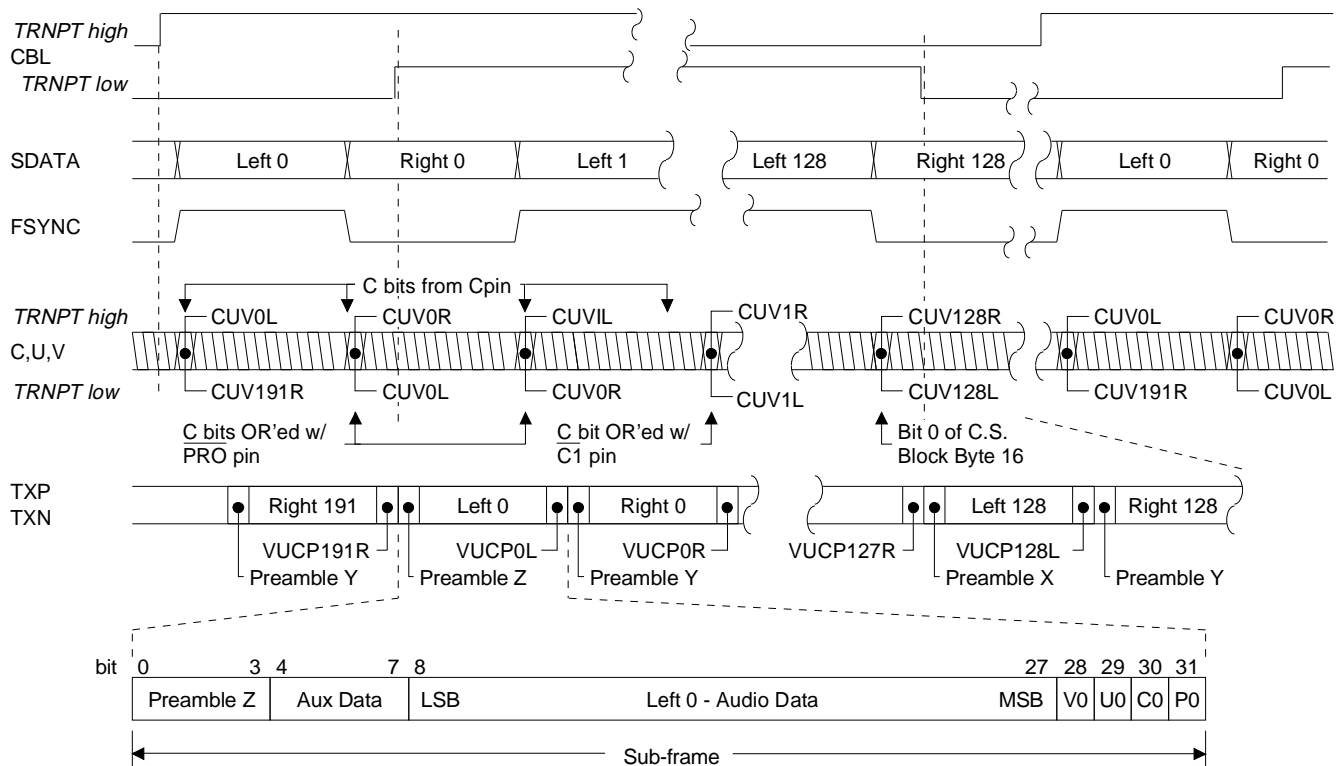 TRNPT high
CBL
TRNPT low
SDATA Left 0 Right 0 Left 1 Left 128 Right 128 Left 0 Right 0
FSYNC
C bits from Cpin
TRNPT high CUV0L CUV0R CUVIL CUV1R CUV128R CUV0L CUV0R
C,U,V
TRNPT low CUV191R CUV0L CUV0R CUV1L CUV128L CUV191R CUV0L
C bits OR'ed w/
PRO pin
C bit OR'ed w/
C1 pin
Bit 0 of C.S.
Block Byte 16
TXP
TXN
Right 191 Left 0 Right 0 Left 128 Right 128
VUCP191R VUCP0L VUCP0R VUCP127R VUCP128L
Preamble Y Preamble Z Preamble Y Preamble X Preamble Y
bit 0 3 4 7 8 27 28 29 30 31
Preamble Z Aux Data LSB Left 0 - Audio Data MSB V0 U0 C0 P0
Sub-frame